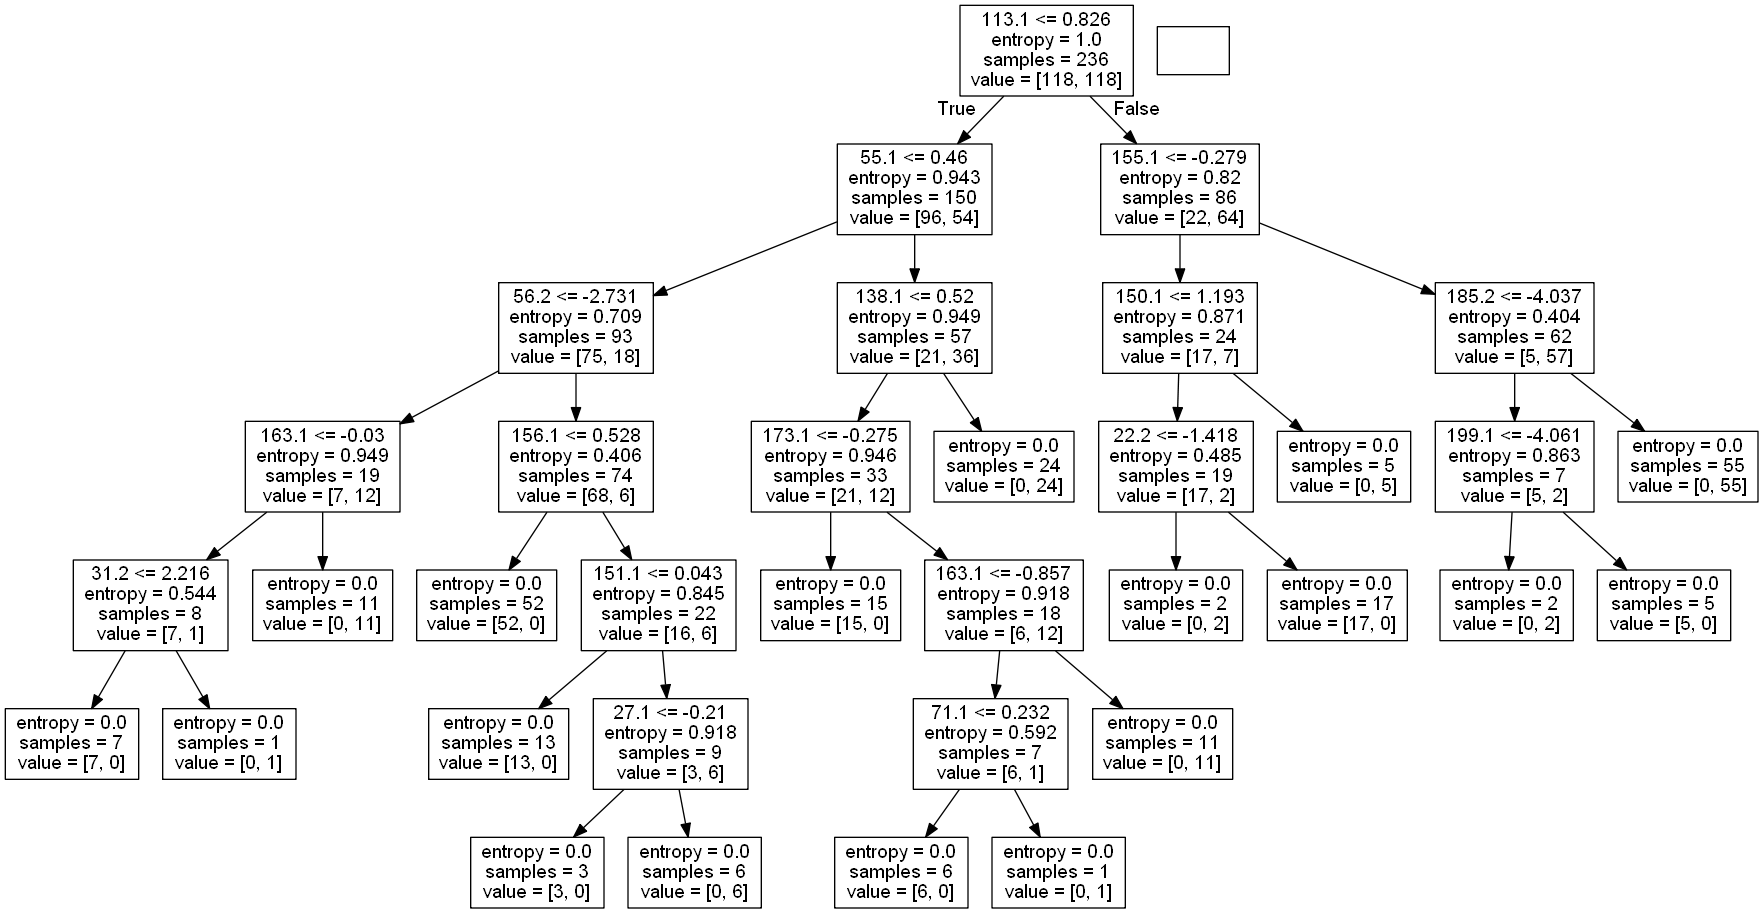 113.1 <= 0.826
entropy = 1.0
samples = 236
value = [118, 118]
True
False
55.1 <= 0.46
entropy = 0.943
samples = 150
value = [96, 54]
155.1 <= -0.279
entropy = 0.82
samples = 86
value = [22, 64]
56.2 <= -2.731
entropy = 0.709
samples = 93
value = [75, 18]
138.1 <= 0.52
entropy = 0.949
samples = 57
value = [21, 36]
150.1 <= 1.193
entropy = 0.871
samples = 24
value = [17, 7]
185.2 <= -4.037
entropy = 0.404
samples = 62
value = [5, 57]
163.1 <= -0.03
entropy = 0.949
samples = 19
value = [7, 12]
156.1 <= 0.528
entropy = 0.406
samples = 74
value = [68, 6]
173.1 <= -0.275
entropy = 0.946
samples = 33
value = [21, 12]
entropy = 0.0
samples = 24
value = [0, 24]
22.2 <= -1.418
entropy = 0.485
samples = 19
value = [17, 2]
entropy = 0.0
samples = 5
value = [0, 5]
199.1 <= -4.061
entropy = 0.863
samples = 7
value = [5, 2]
entropy = 0.0
samples = 55
value = [0, 55]
31.2 <= 2.216
entropy = 0.544
samples = 8
value = [7, 1]
entropy = 0.0
samples = 11
value = [0, 11]
entropy = 0.0
samples = 52
value = [52, 0]
151.1 <= 0.043
entropy = 0.845
samples = 22
value = [16, 6]
entropy = 0.0
samples = 15
value = [15, 0]
163.1 <= -0.857
entropy = 0.918
samples = 18
value = [6, 12]
entropy = 0.0
samples = 2
value = [0, 2]
entropy = 0.0
samples = 17
value = [17, 0]
entropy = 0.0
samples = 2
value = [0, 2]
entropy = 0.0
samples = 5
value = [5, 0]
entropy = 0.0
samples = 7
value = [7, 0]
entropy = 0.0
samples = 1
value = [0, 1]
entropy = 0.0
samples = 13
value = [13, 0]
27.1 <= -0.21
entropy = 0.918
samples = 9
value = [3, 6]
71.1 <= 0.232
entropy = 0.592
samples = 7
value = [6, 1]
entropy = 0.0
samples = 11
value = [0, 11]
entropy = 0.0
samples = 3
value = [3, 0]
entropy = 0.0
samples = 6
value = [0, 6]
entropy = 0.0
samples = 6
value = [6, 0]
entropy = 0.0
samples = 1
value = [0, 1]